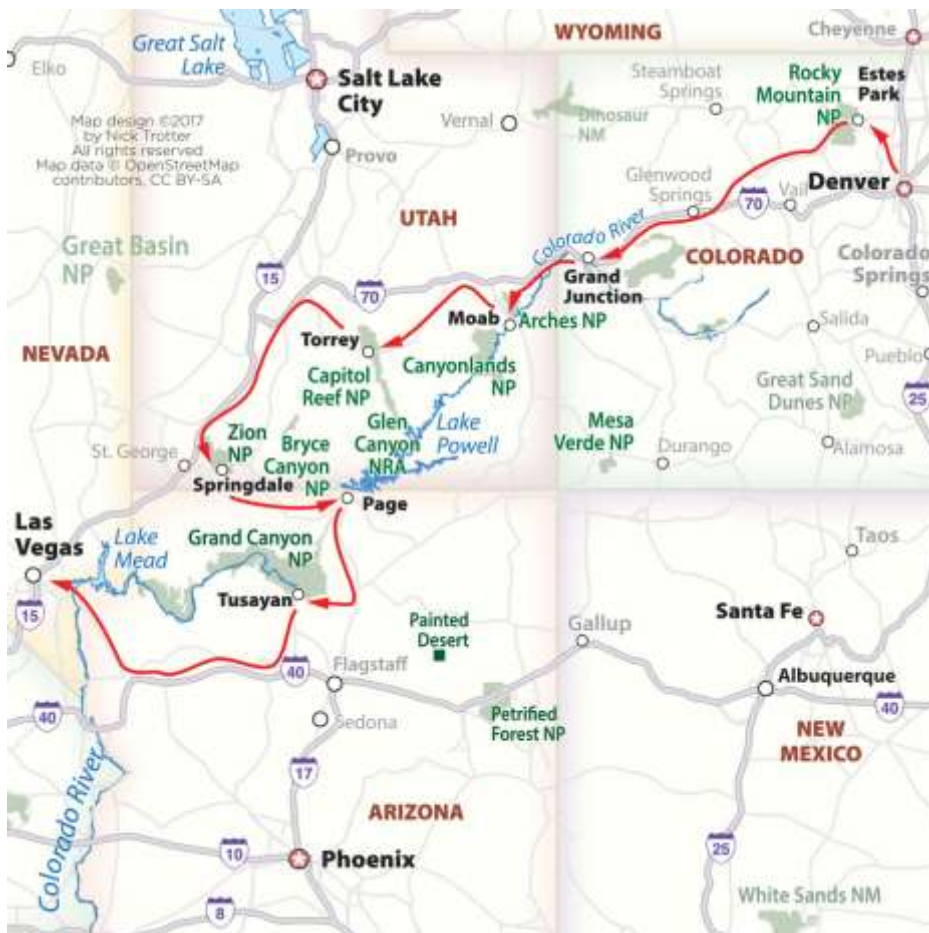 WYOMING
Cheyenne
Great Salt
Lake
Elko
Salt Lake
City
Steamboat
Springs
Rocky
Mountain
NP
Estes
Park
Map design ©2017
by Nick Trotter
All rights reserved
Map data © OpenStreetMap
contributors, CC BY-SA
Vernal
Dinosaur
NM
Provo
Glenwood
Springs
Vail
70
Denver
UTAH
Colorado River
Great Basin
NP
15
70
COLORADO
Colorado
Springs
Grand
Junction
Moab
Arches NP
Salida
NEVADA
Torrey
Capitol
Reef NP
Canyonlands
NP
Pueblo
Great Sand
Dunes NP
25
Zion
NP
Bryce
Canyon
NP
Glen
Canyon
NRA
Lake
Powell
Mesa
Verde NP
Durango
Alamosa
St. George
Springdale
Page
Las
Vegas
Lake
Mead
Grand Canyon
NP
Taos
15
Tusayan
Painted
Desert
Santa Fe
Gallup
40
Flagstaff
Albuquerque
40
Sedona
Petrified
Forest NP
40
NEW
MEXICO
17
Colorado River
ARIZONA
10
Phoenix
25
8
White Sands NM